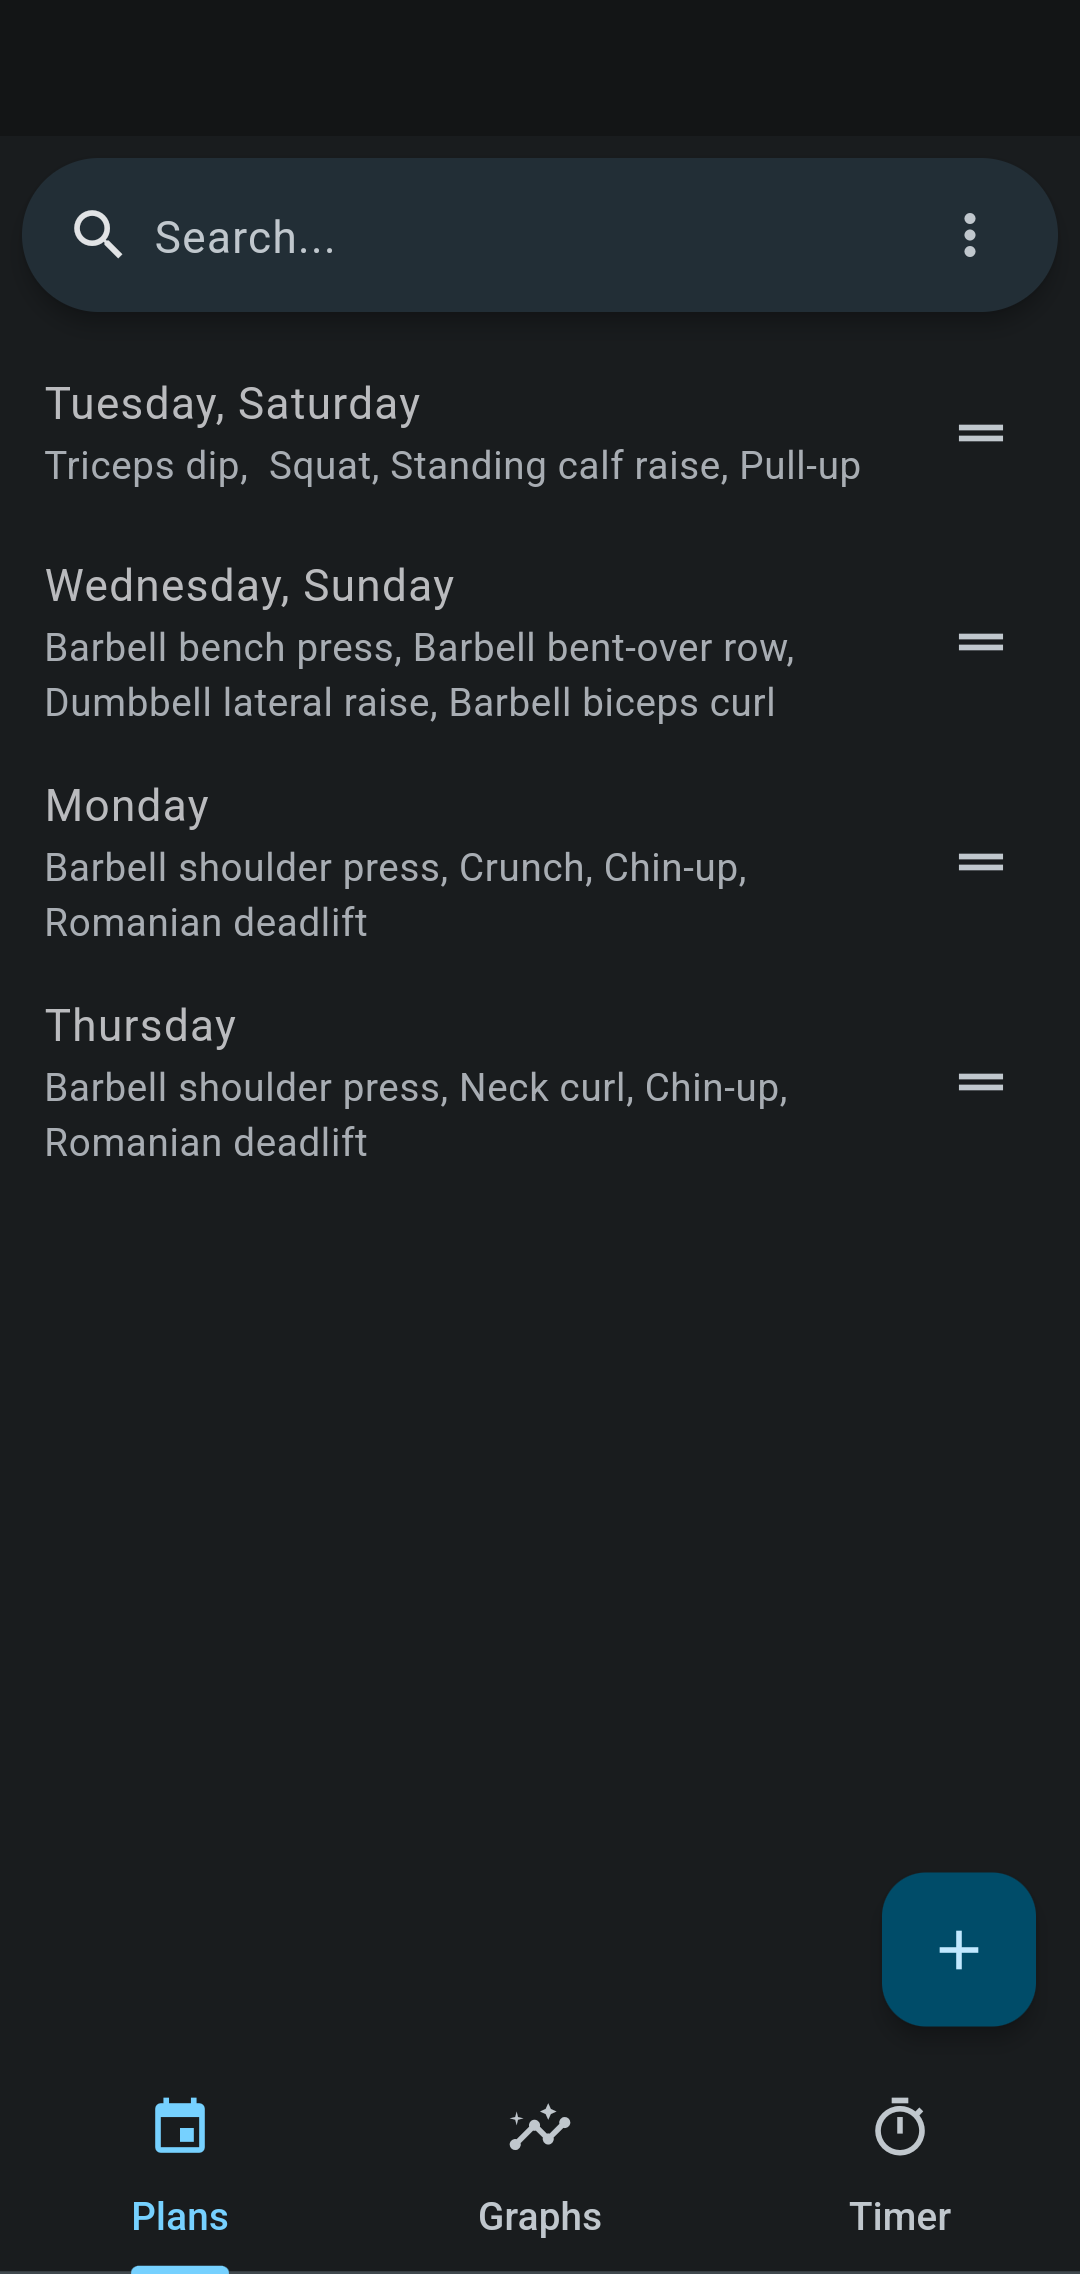 Search...
Tuesday, Saturday
Triceps dip,  Squat, Standing calf raise, Pull-up
Wednesday, Sunday
Barbell bench press, Barbell bent-over row,
Dumbbell lateral raise, Barbell biceps curl
Monday
Barbell shoulder press, Crunch, Chin-up,
Romanian deadlift
Thursday
Barbell shoulder press, Neck curl, Chin-up,
Romanian deadlift
Plans
Graphs
Timer